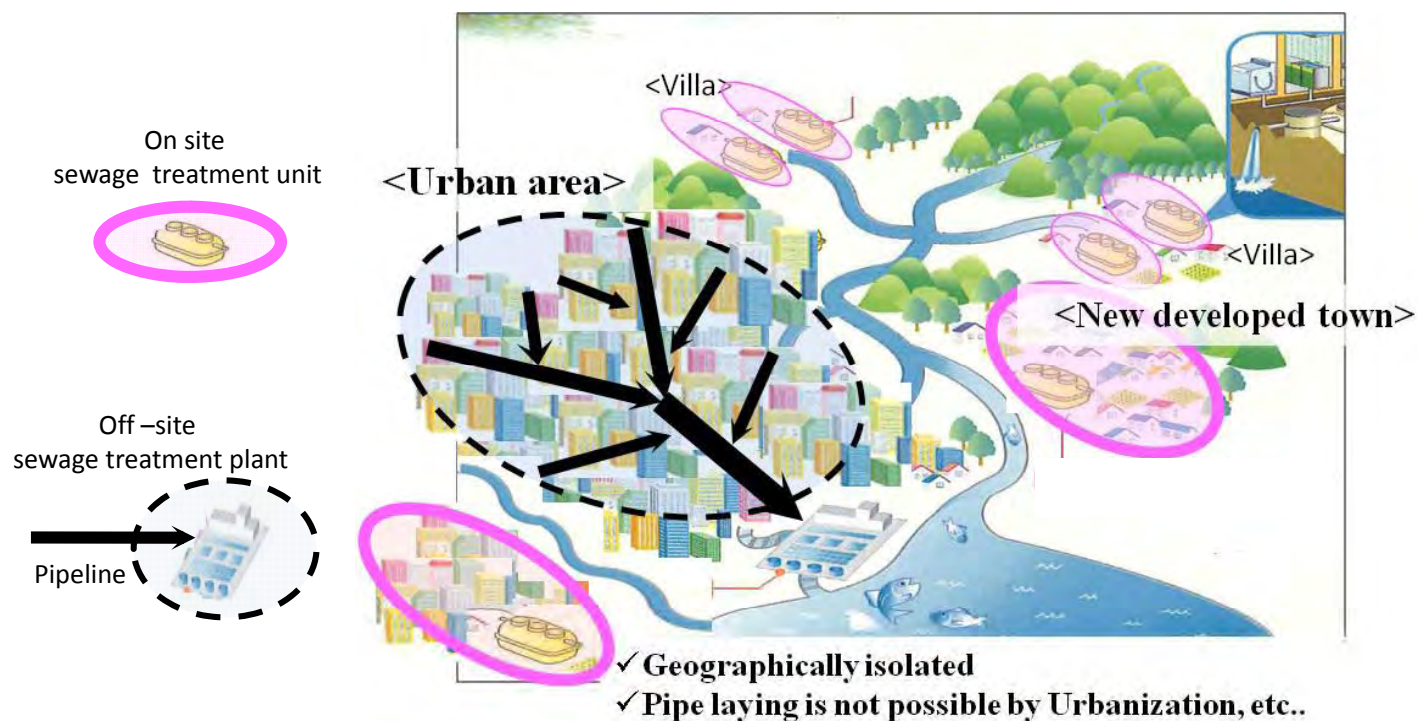 On site
sewage treatment unit
Off –site
sewage treatment plant
Pipeline
<Villa>
<Urban area>
<Villa>
<New developed town>
✓ Geographically isolated
✓ Pipe laying is not possible by Urbanization, etc..